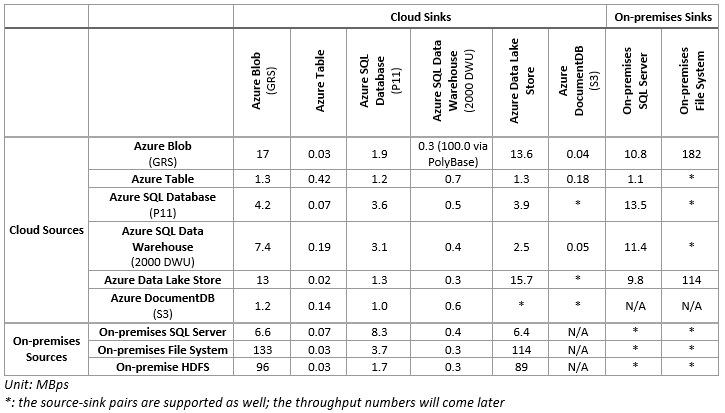 Cloud Sinks On-premises Sinks
Azure Blob (GRS) Azure Table Azure SQL Database (P11) Azure SQL Data Warehouse (2000 DWU) Azure Data Lake Store Azure DocumentDB (S3) On-premises SQL Server On-premises File System
Cloud Sources
Azure Blob (GRS) 17 0.03 1.9 0.3 (100.0 via PolyBase) 13.6 0.04 10.8 182
Azure Table 1.3 0.42 1.2 0.7 1.3 0.18 1.1 *
Azure SQL Database (P11) 4.2 0.07 3.6 0.5 3.9 * 13.5 *
Azure SQL Data Warehouse (2000 DWU) 7.4 0.19 3.1 0.4 2.5 0.05 11.4 *
Azure Data Lake Store 13 0.02 1.3 0.3 15.7 * 9.8 114
Azure DocumentDB (S3) 1.2 0.14 1.0 0.6 * * N/A N/A
On-premises Sources
On-premises SQL Server 6.6 0.07 8.3 0.4 6.4 N/A * *
On-premises File System 133 0.03 3.7 0.3 114 N/A * *
On-premise HDFS 96 0.03 1.7 0.3 89 N/A * *
Unit: MBps
*: the source-sink pairs are supported as well; the throughput numbers will come later